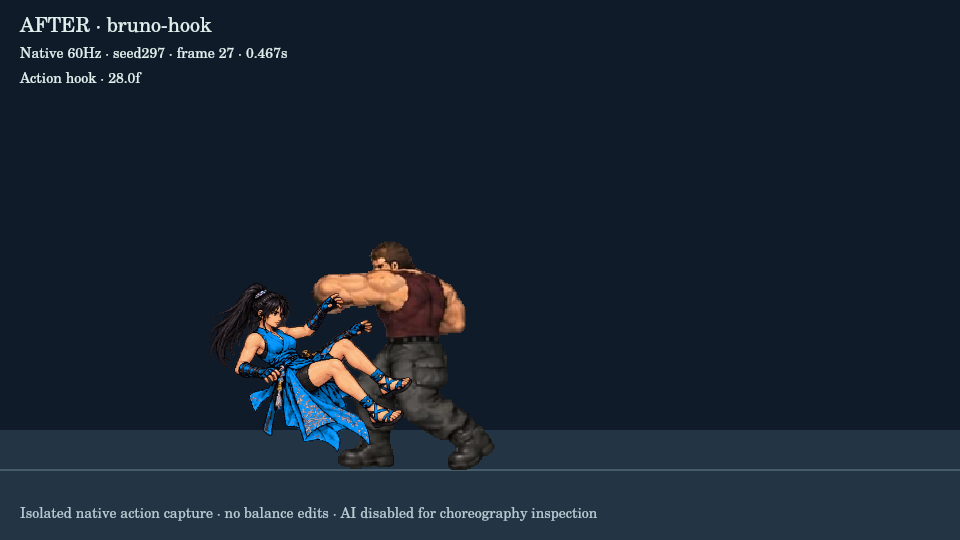 AFTER · bruno-hook
Native 60Hz · seed297 · frame 27 · 0.467s
Action hook · 28.0f
Isolated native action capture · no balance edits · AI disabled for choreography inspection